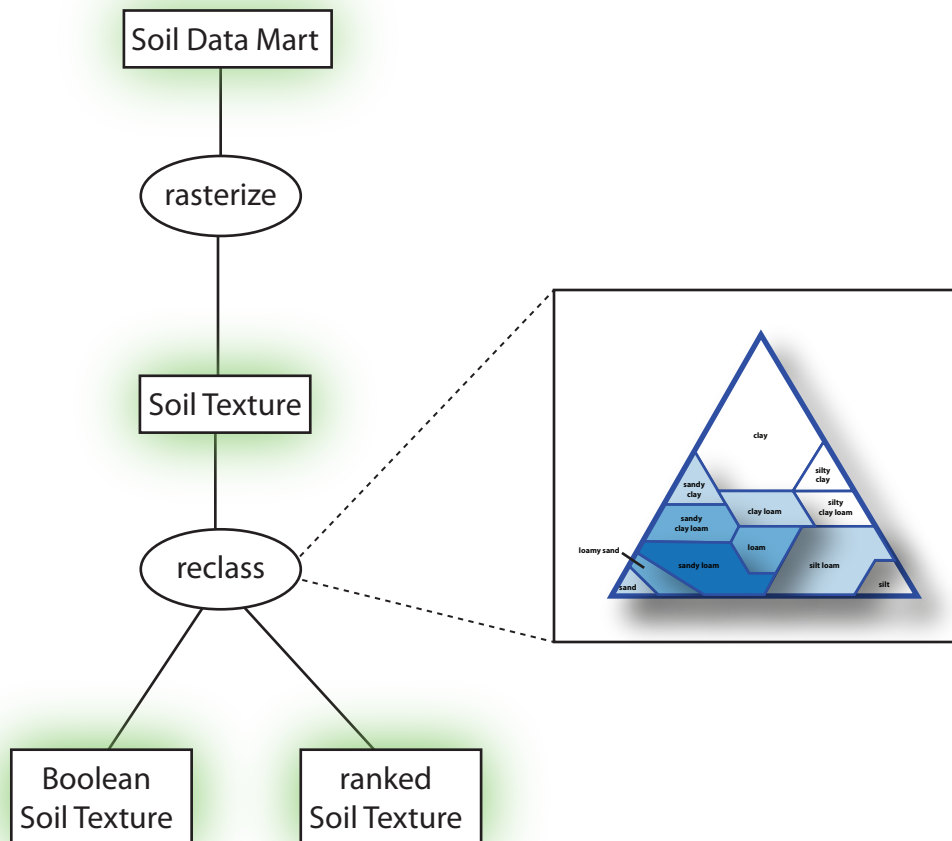 Soil Data Mart
rasterize
Soil Texture
reclass
Boolean
Soil Texture
ranked
Soil Texture
clay
silty
clay
sandy
clay
clay loam
silty
clay loam
sandy
clay loam
loam
loamy sand
sandy loam
silt loam
sand
silt